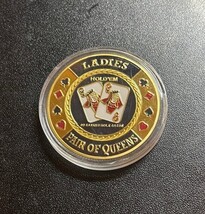 LADIES
HOLD'EM
PAIR OF QUEENS